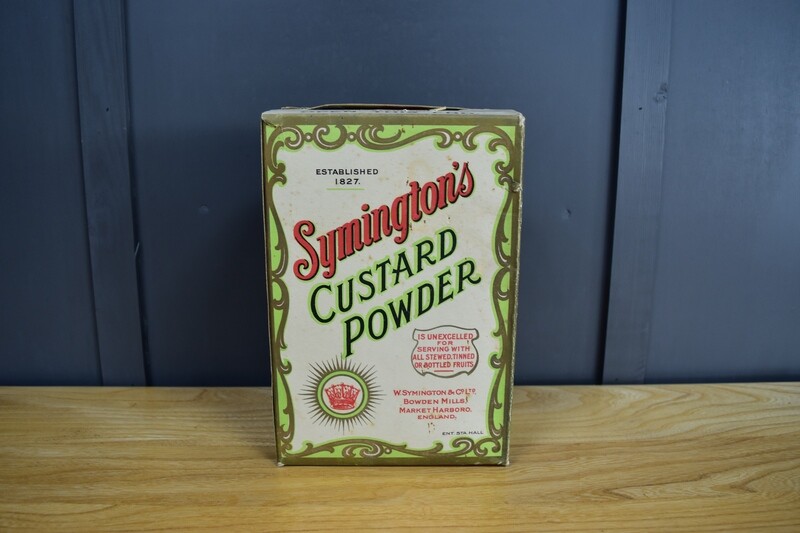 ESTABLISHED
1827.
Symington's
CUSTARD
POWDER
IS UNEXCELLED
FOR
SERVING WITH
ALL STEWED, TINNED
OR BOTTLED FRUITS
W. SYMINGTON & CO. LTD
BOWDEN MILLS,
MARKET HARBORO,
ENGLAND.
ENT. STA. HALL